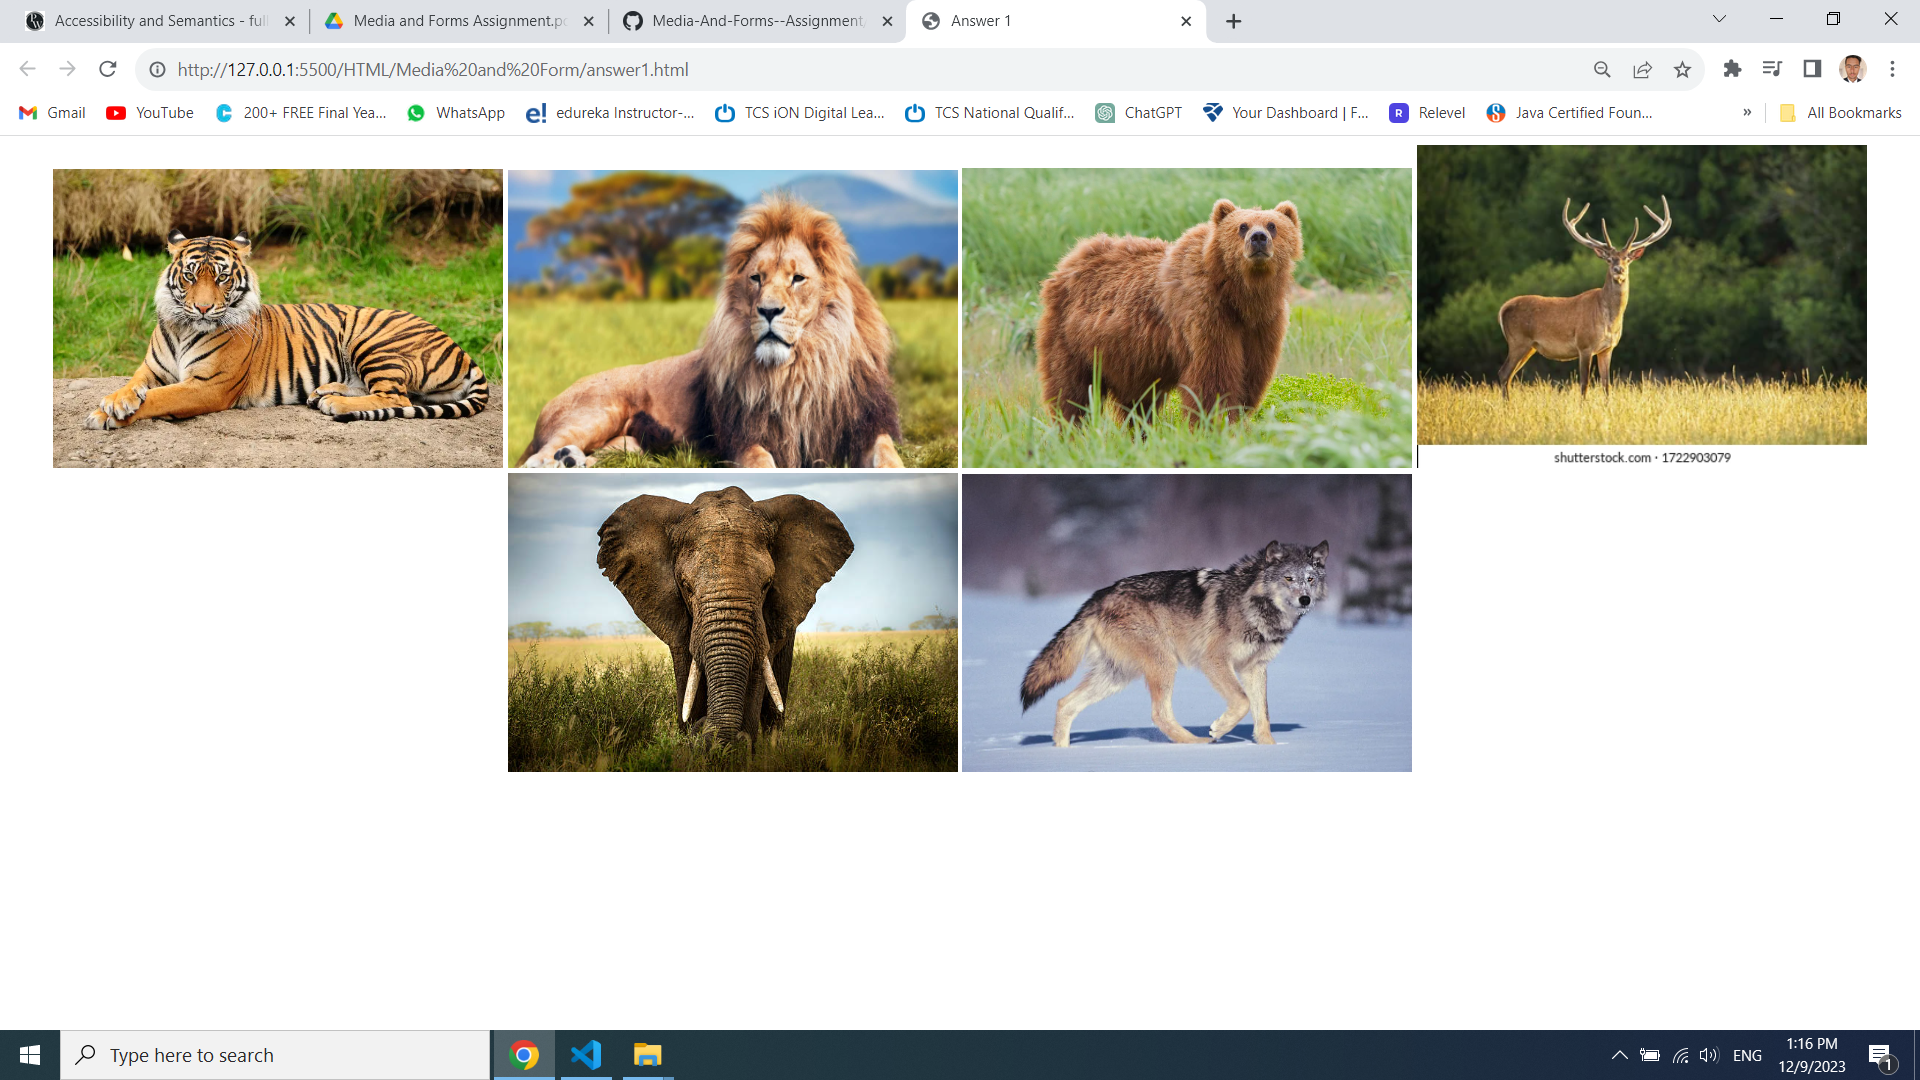 Accessibility and Semantics - full
Media and Forms Assignment.pd
Media-And-Forms--Assignment/
Answer 1
http://127.0.0.1:5500/HTML/Media%20and%20Form/answer1.html
Gmail
YouTube
200+ FREE Final Yea...
WhatsApp
e!
edureka Instructor-...
TCS iON Digital Lea...
TCS National Qualif...
ChatGPT
Your Dashboard | F...
R
Relevel
Java Certified Foun...
»
All Bookmarks
shutterstock.com · 1722903079
Type here to search
ENG
1:16 PM
12/9/2023
1